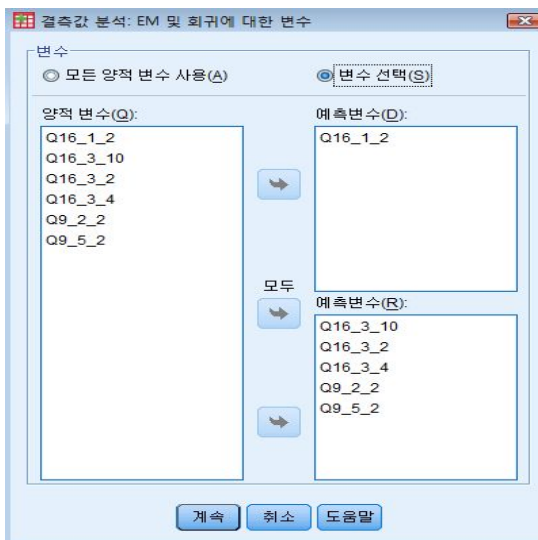 결측값 분석: EM 및 회귀에 대한 변수
변수
모든 양적 변수 사용(A)
변수 선택(S)
양적 변수(Q):
Q16_1_2
Q16_3_10
Q16_3_2
Q16_3_4
Q9_2_2
Q9_5_2
예측변수(D):
Q16_1_2
모두
예측변수(R):
Q16_3_10
Q16_3_2
Q16_3_4
Q9_2_2
Q9_5_2
계속
취소
도움말